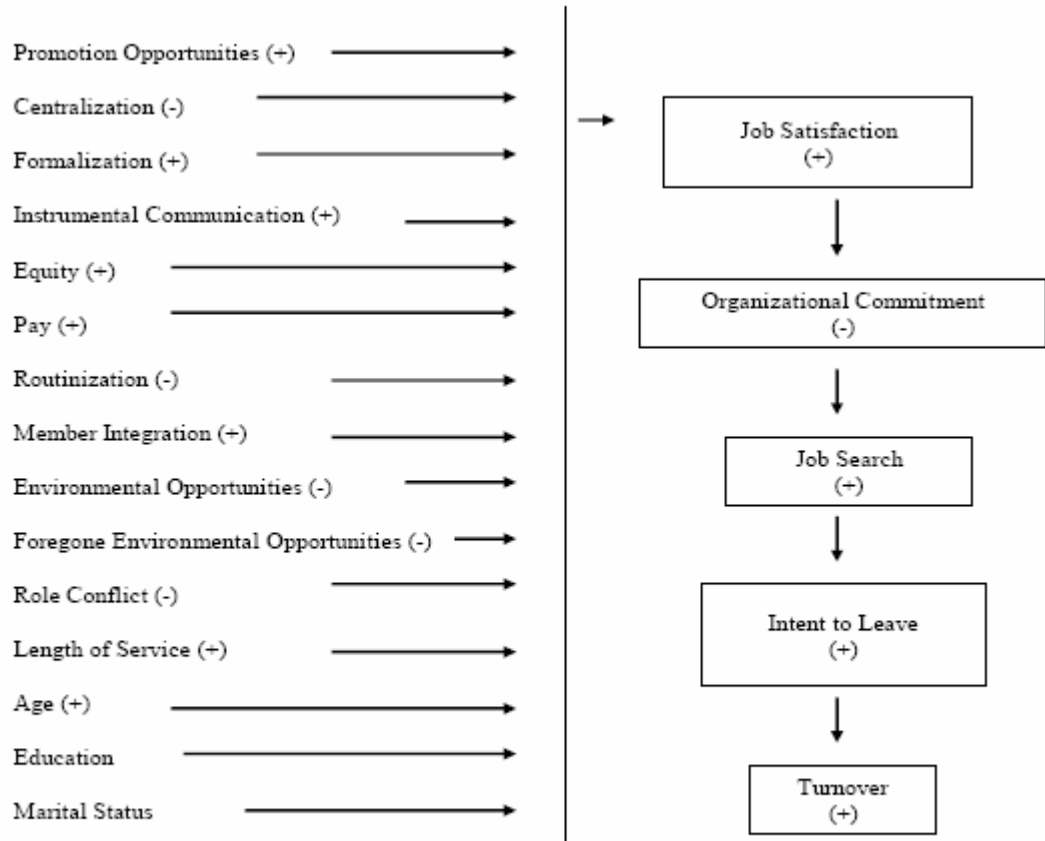 Promotion Opportunities (+)
Centralization (-)
Formalization (+)
Instrumental Communication (+)
Equity (+)
Pay (+)
Routinization (-)
Member Integration (+)
Environmental Opportunities (-)
Foregone Environmental Opportunities (-)
Role Conflict (-)
Length of Service (+)
Age (+)
Education
Marital Status
Job Satisfaction
(+)
Organizational Commitment
(-)
Job Search
(+)
Intent to Leave
(+)
Turnover
(+)